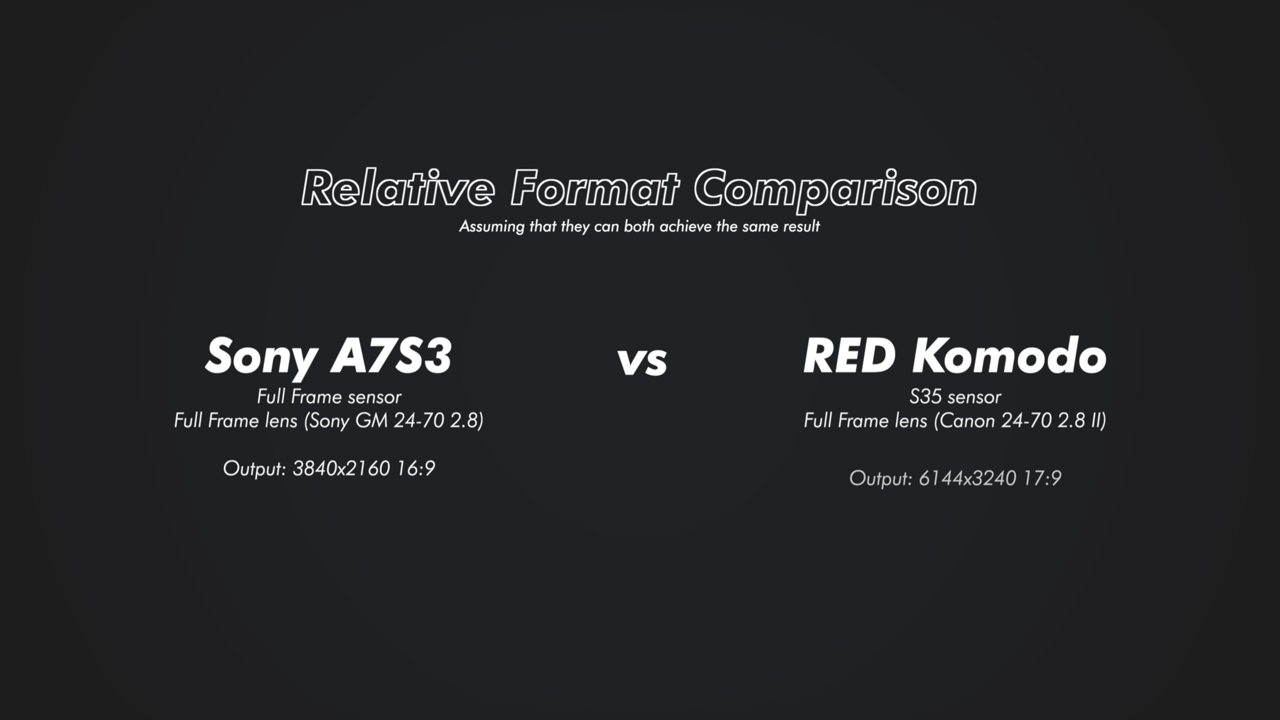 Relative Format Comparison
Assuming that they can both achieve the same result
Sony A7S3
Full Frame sensor
Full Frame lens (Sony GM 24-70 2.8)
Output: 3840x2160 16:9
vs
RED Komodo
S35 sensor
Full Frame lens (Canon 24-70 2.8 II)
Output: 6144x3240 17:9